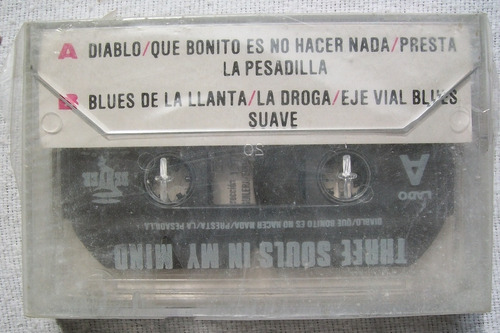 A DIABLO/QUE BONITO ES NO HACER NADA/PRESTA
LA PESADILLA
B BLUES DE LA LLANTA/LA DROGA/EJE VIAL BLUES
SUAVE
THREE SOULS IN MY MIND
DIABLO/QUE BONITO ES NO HACER NADA/PRESTA/LA PESADILLA
LADO
A